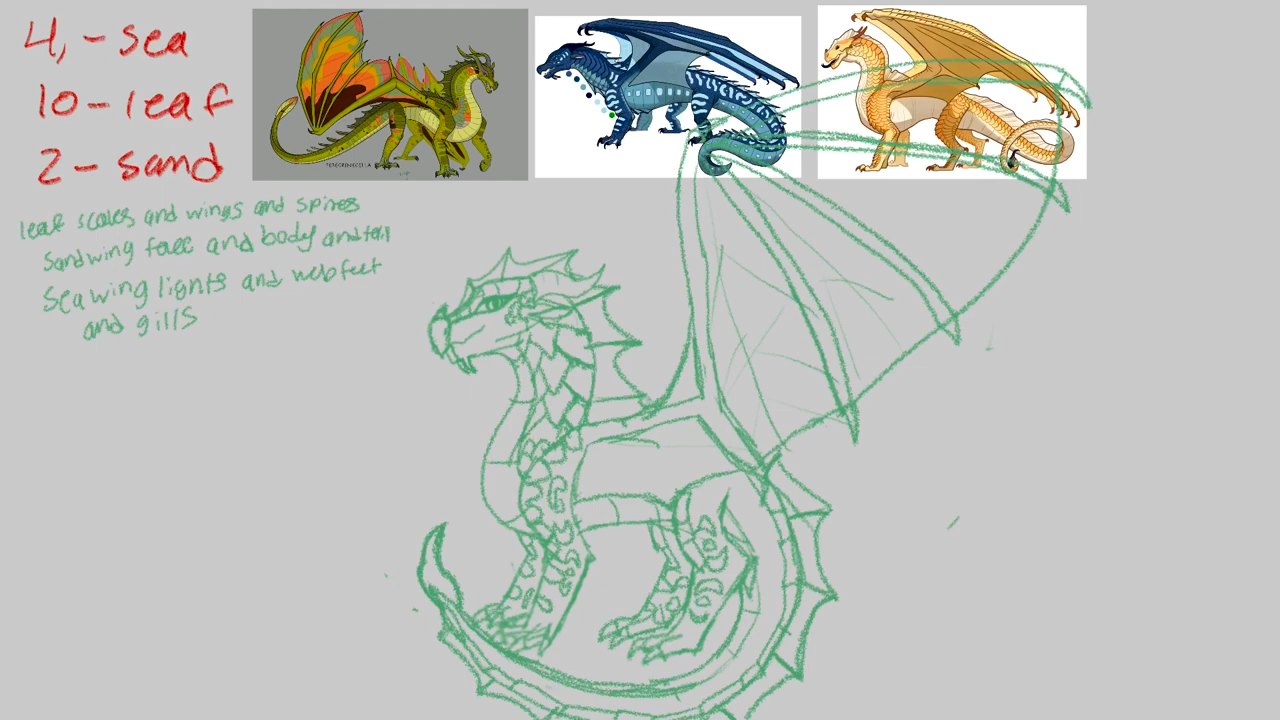 4,-sea
10-leaf
2-sand
leaf scales and wings and spines
sandwing face and body and tail
seawing lights and webfeet
and gills